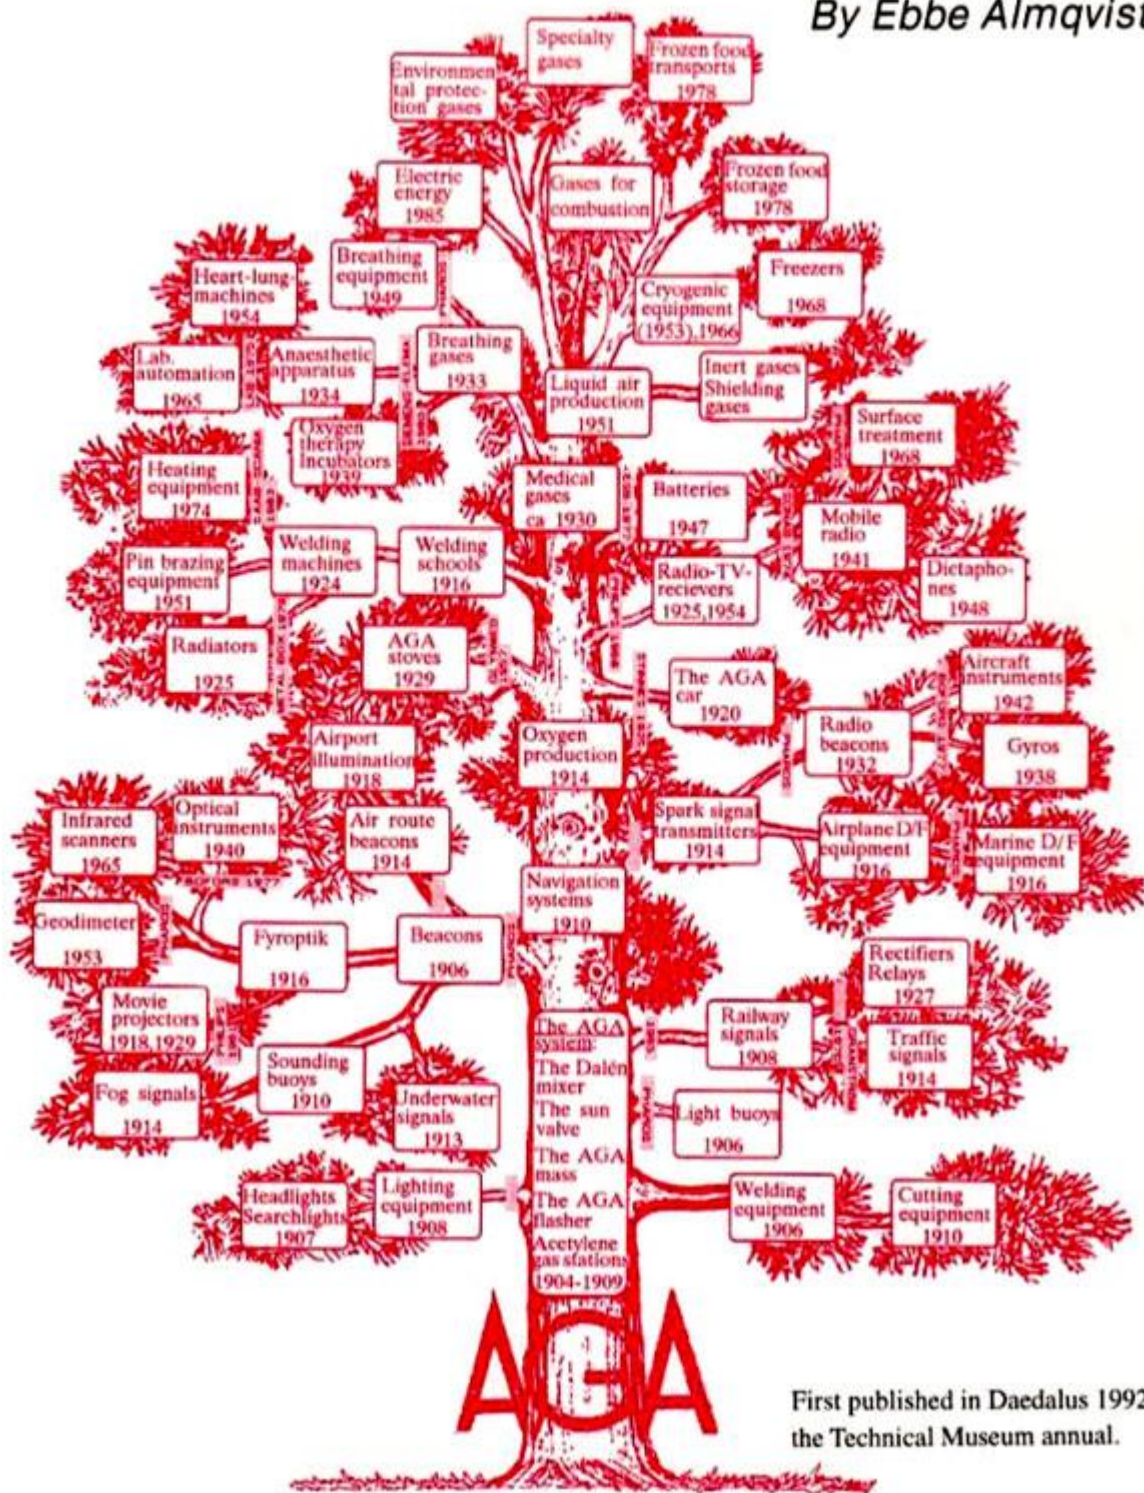 By Ebbe Almqvist
Specialty
gases
Frozen food
transports
1978
Environmen
tal protec-
tion gases
Electric
energy
1985
Gases for
combustion
Frozen food
storage
1978
Breathing
equipment
1949
Freezers
1968
Heart-lung-
machines
1954
Cryogenic
equipment
(1953),1966
Lab.
automation
1965
Anaesthetic
apparatus
1934
Breathing
gases
1933
Liquid air
production
1951
Inert gases
Shielding
gases
Oxygen
therapy
Incubators
1939
Surface
treatment
1968
Heating
equipment
1974
Medical
gases
ca 1930
Batteries
1947
Mobile
radio
1941
Pin brazing
equipment
1951
Welding
machines
1924
Welding
schools
1916
Radio-TV-
recievers
1925,1954
Dictapho-
nes
1948
Radiators
1925
AGA
stoves
1929
The AGA
car
1920
Aircraft
instruments
1942
Airport
illumination
1918
Oxygen
production
1914
Radio
beacons
1932
Gyros
1938
PHAROS
Infrared
scanners
1965
Optical
instruments
1940
Air route
beacons
1914
Spark signal
transmitters
1914
Airplane D/F
equipment
1916
Marine D/F
equipment
1916
Navigation
systems
1910
Geodimeter
1953
Fyroptik
1916
Beacons
1906
Rectifiers
Relays
1927
Movie
projectors
1918,1929
The AGA
system:
The Dalén
mixer
The sun
valve
The AGA
mass
The AGA
flasher
Acetylene
gas stations
1904-1909
Railway
signals
1908
Traffic
signals
1914
Sounding
buoys
1910
Fog signals
1914
Underwater
signals
1913
PHAROS
Light buoys
1906
Headlights
Searchlights
1907
Lighting
equipment
1908
Welding
equipment
1906
Cutting
equipment
1910
AGA
First published in Daedalus 1992
the Technical Museum annual.